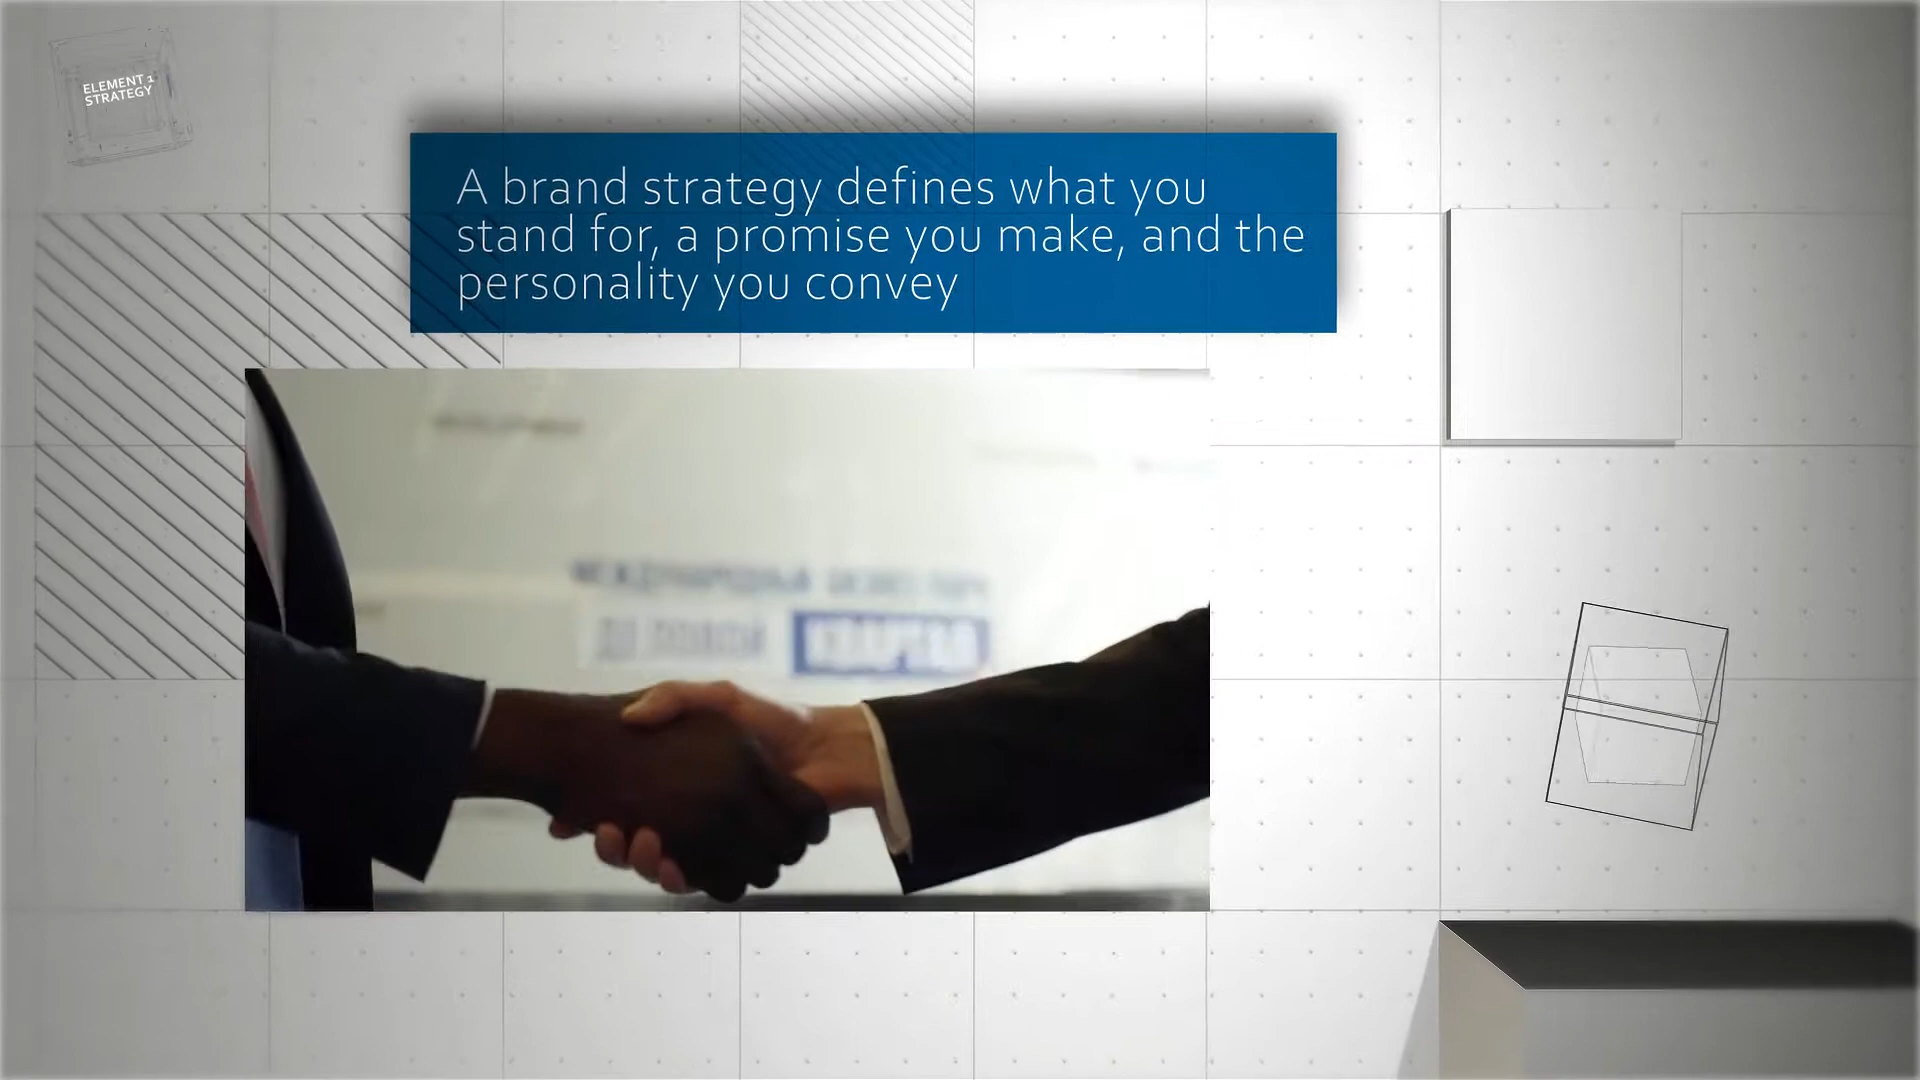 ELEMENT 1
STRATEGY
A brand strategy defines what you
stand for, a promise you make, and the
personality you convey